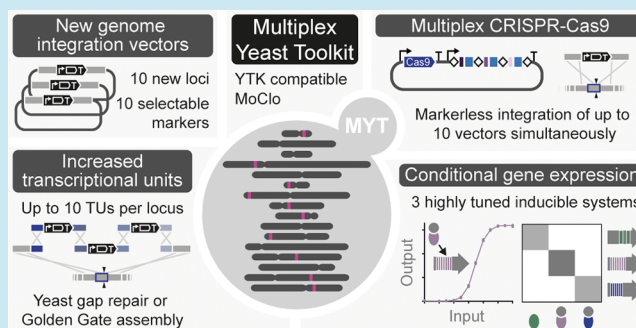 New genome
integration vectors
10 new loci
10 selectable
markers
Increased
transcriptional units
Up to 10 TUs per locus
Yeast gap repair or
Golden Gate assembly
Multiplex
Yeast Toolkit
YTK compatible
MoClo
MYT
Multiplex CRISPR-Cas9
Cas9
Markerless integration of up to
10 vectors simultaneously
Conditional gene expression
3 highly tuned inducible systems
Output
Input